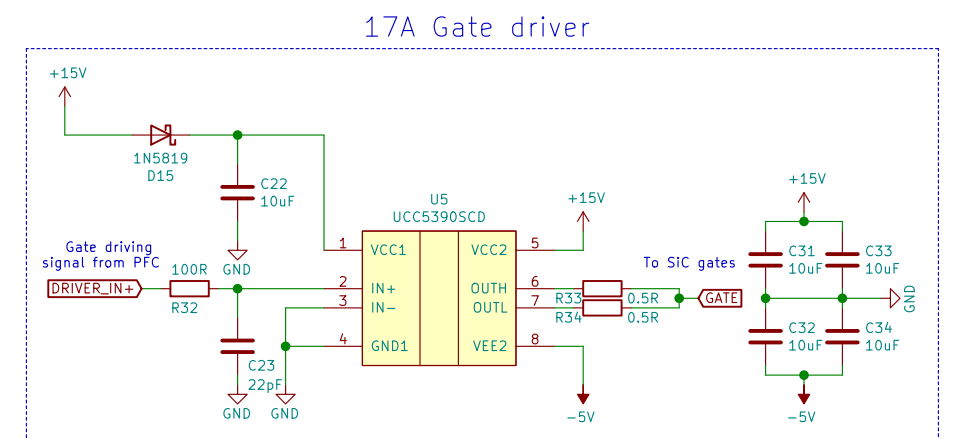 17A Gate driver
+15V
1N5819
D15
C22
10uF
GND
U5
UCC5390SCD
+15V
1
VCC1
VCC2
5
Gate driving
signal from PFC
DRIVER_IN+
100R
R32
2
IN+
OUTH
6
3
IN-
OUTL
7
4
GND1
VEE2
8
R33
0.5R
R34
0.5R
To SiC gates
GATE
C23
22pF
GND
GND
-5V
+15V
C31
10uF
C33
10uF
GND
C32
10uF
C34
10uF
-5V